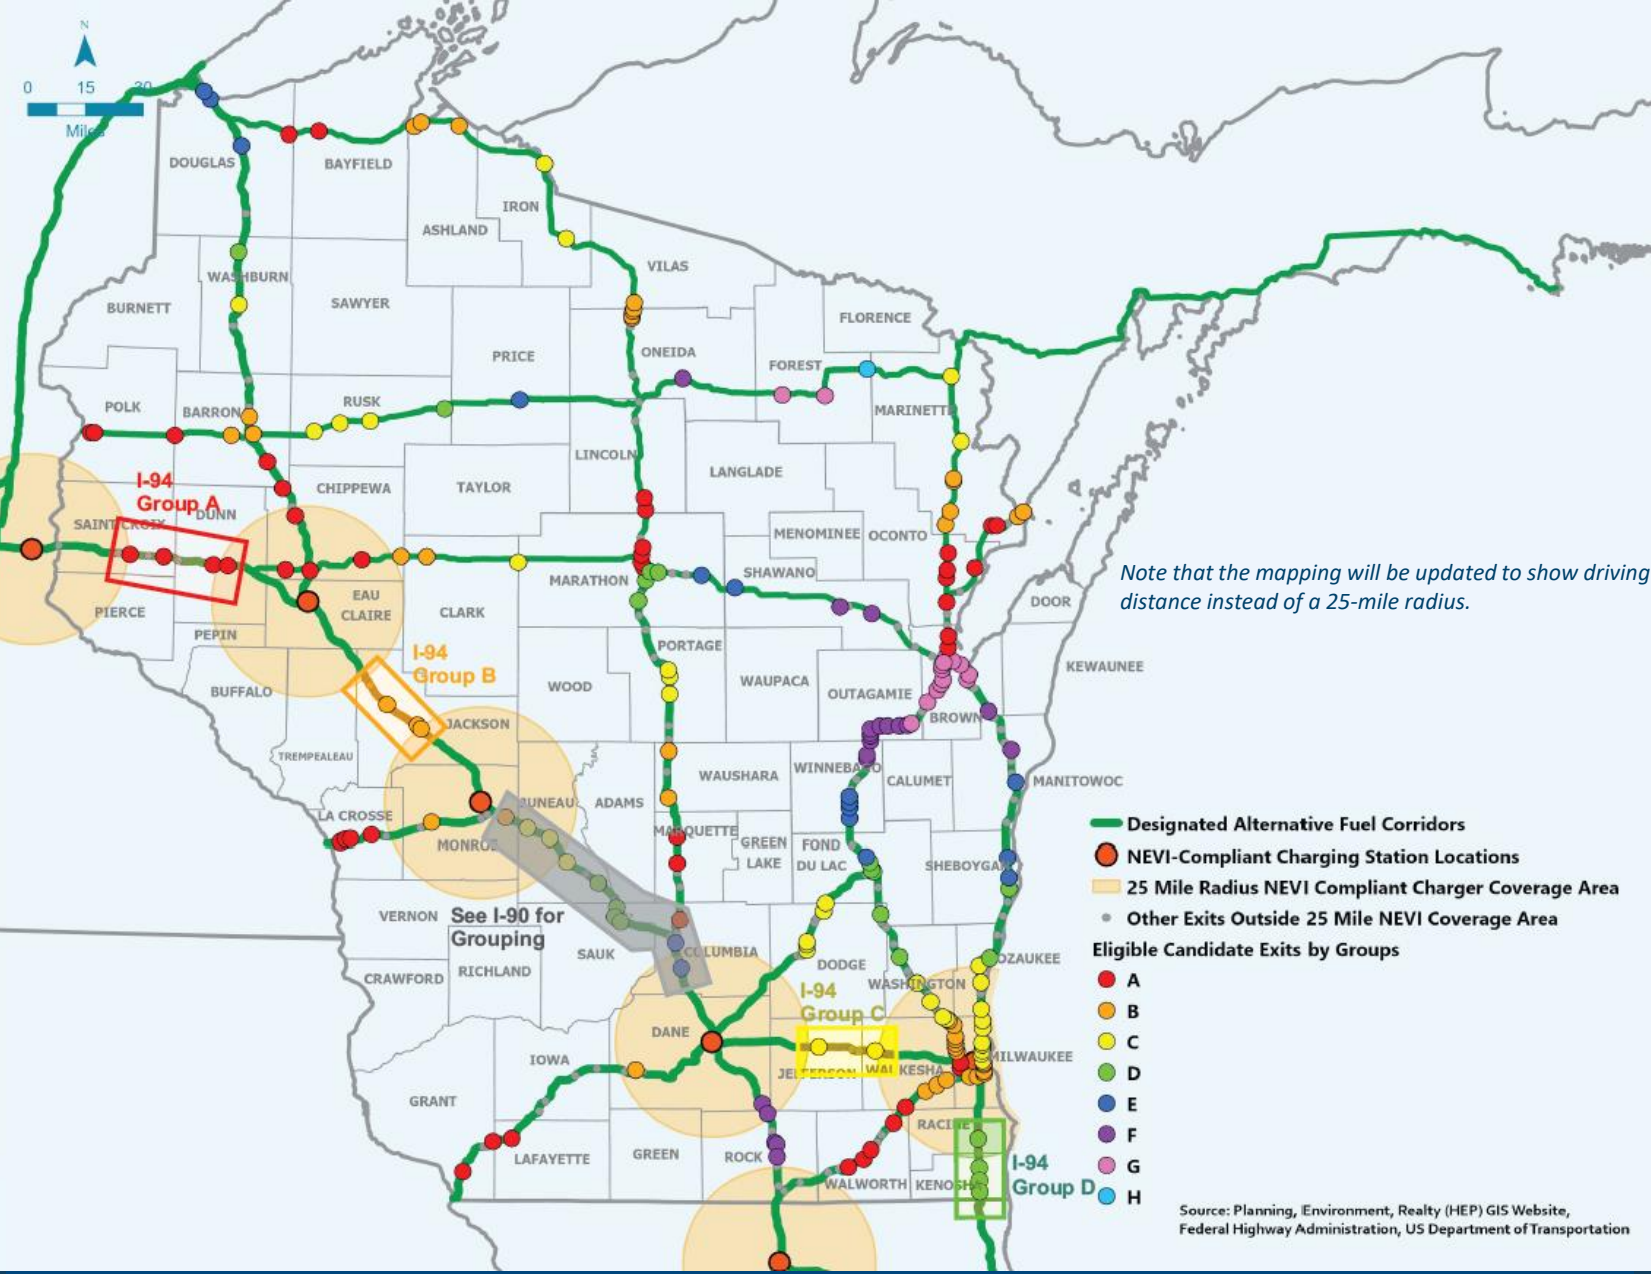 N
0 15 30
Miles
DOUGLAS
BAYFIELD
IRON
ASHLAND
VILAS
WASHBURN
BURNETT
SAWYER
FLORENCE
PRICE
ONEIDA
FOREST
POLK
BARRON
RUSK
MARINETTE
LINCOLN
LANGLADE
I-94
Group A
CHIPPEWA
TAYLOR
SAINT CROIX
DUNN
MENOMINEE
OCONTO
Note that the mapping will be updated to show driving
distance instead of a 25-mile radius.
MARATHON
SHAWANO
EAU
CLAIRE
PIERCE
CLARK
DOOR
PEPIN
PORTAGE
I-94
Group B
KEWAUNEE
BUFFALO
WOOD
WAUPACA
OUTAGAMIE
JACKSON
BROWN
TREMPEALEAU
WAUSHARA
WINNEBAGO
CALUMET
MANITOWOC
LA CROSSE
JUNEAU
ADAMS
MONROE
MARQUETTE
GREEN
LAKE
FOND
DU LAC
SHEBOYGAN
Designated Alternative Fuel Corridors
NEVI-Compliant Charging Station Locations
25 Mile Radius NEVI Compliant Charger Coverage Area
Other Exits Outside 25 Mile NEVI Coverage Area
Eligible Candidate Exits by Groups
A
B
C
D
E
F
G
H
VERNON
See I-90 for
Grouping
SAUK
COLUMBIA
DODGE
OZAUKEE
CRAWFORD
RICHLAND
WASHINGTON
I-94
Group C
DANE
IOWA
JEFFERSON
WAUKESHA
MILWAUKEE
GRANT
RACINE
LAFAYETTE
GREEN
ROCK
WALWORTH
KENOSHA
I-94
Group D
Source: Planning, Environment, Realty (HEP) GIS Website,
Federal Highway Administration, US Department of Transportation